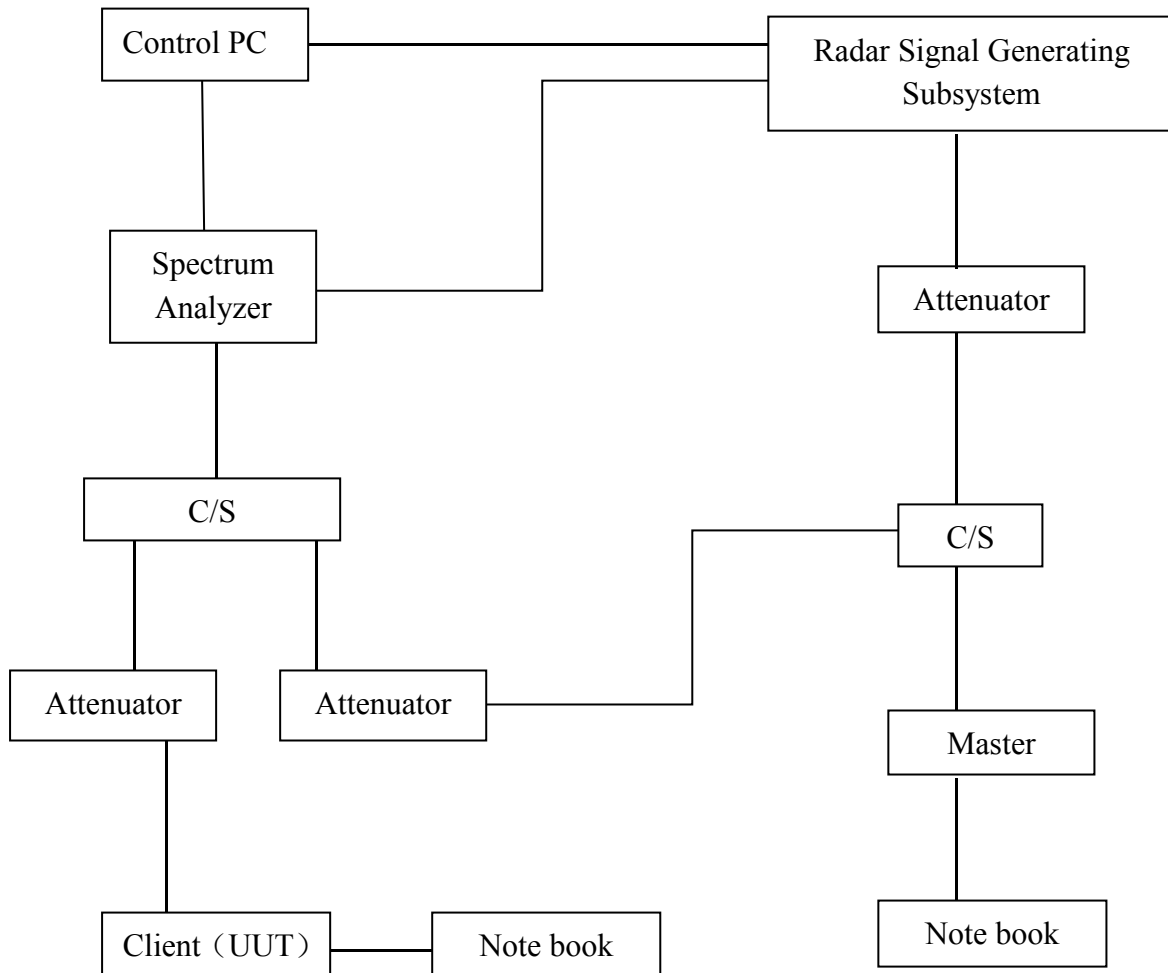 Control PC
Radar Signal Generating
Subsystem
Spectrum
Analyzer
Attenuator
C/S
C/S
Attenuator
Attenuator
Master
Client（UUT）
Note book
Note book